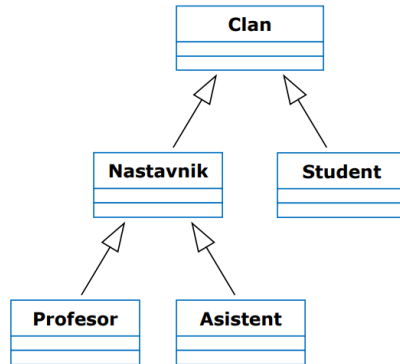 Clan
Nastavnik
Student
Profesor
Asistent